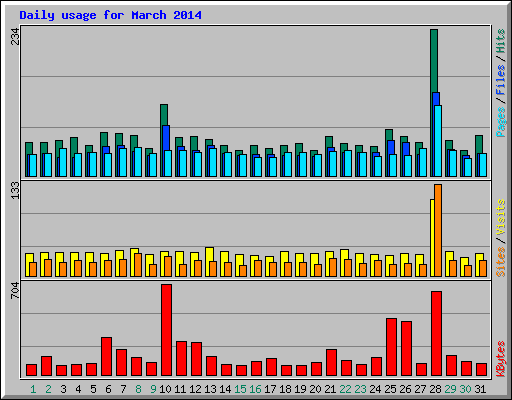 Daily usage for March 2014
234
Pages / Files / Hits
133
Sites / Visits
704
KBytes
1 2 3 4 5 6 7 8 9 10 11 12 13 14 15 16 17 18 19 20 21 22 23 24 25 26 27 28 29 30 31